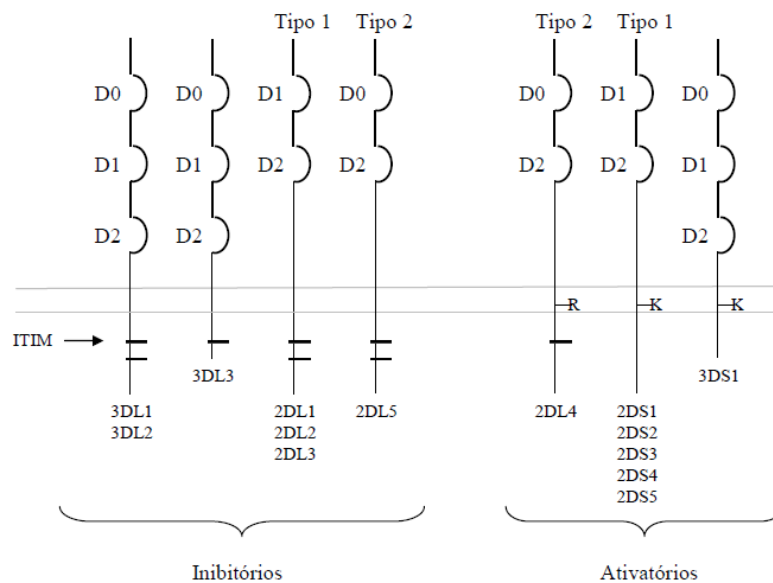 Tipo 1 Tipo 2 Tipo 2 Tipo 1
D0 D0 D1 D0 D0 D1 D0
D1 D1 D2 D2 D2 D2 D1
D2 D2 D2
R K K
ITIM
3DL3 3DS1
3DL1 2DL1 2DL5 2DL4 2DS1
3DL2 2DL2 2DS2
2DL3 2DS3
2DS4
2DS5
Inibitórios Ativatórios